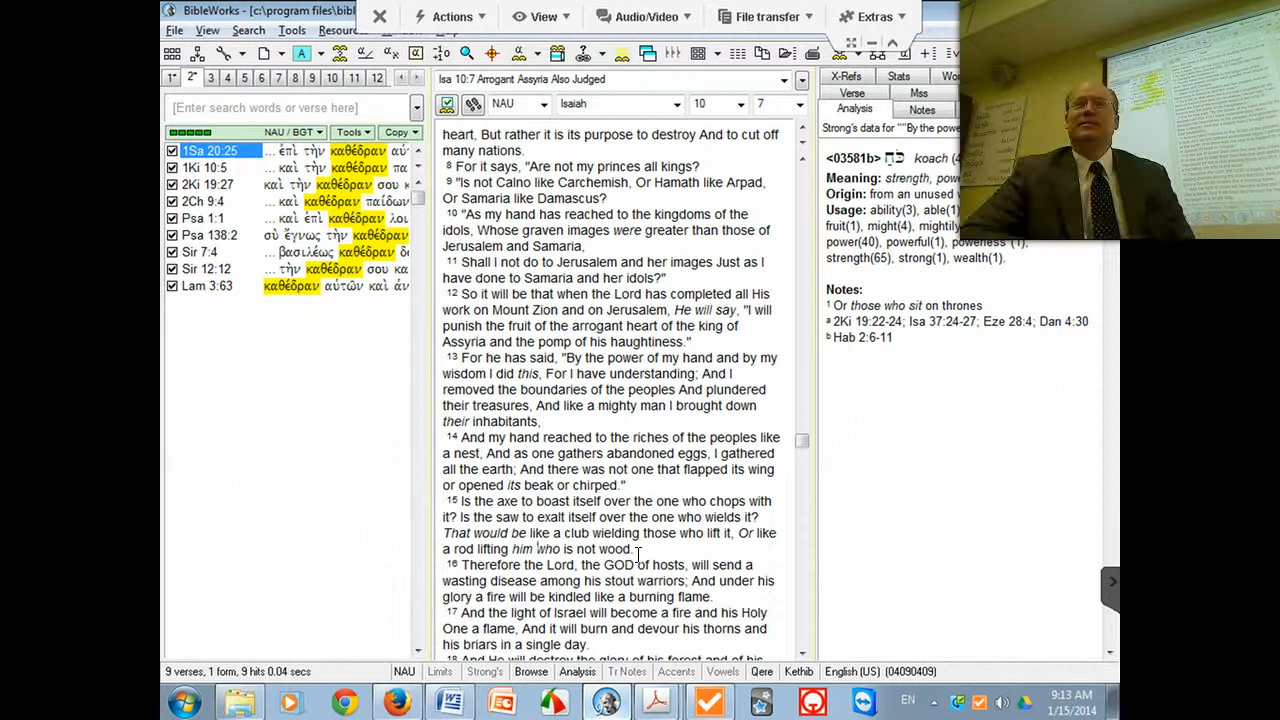 BibleWorks - [c:\program files\bibl
Actions
View
Audio/Video
File transfer
Extras
File
View
Search
Tools
Resour
1*
2*
3
4
5
6
7
8
9
10
11
12
[Enter search words or verse here]
NAU / BGT
Tools
Copy
1Sa 20:25 ... ἐπὶ τὴν καθέδραν αὐ
1Ki 10:5 ... καὶ τὴν καθέδραν πα
2Ki 19:27 καὶ τὴν καθέδραν σου κ
2Ch 9:4 ... καὶ καθέδραν παίδων
Psa 1:1 ... καὶ ἐπὶ καθέδραν λοι
Psa 138:2 σὺ ἔγνως τὴν καθέδραν
Sir 7:4 ... βασιλέως καθέδραν δ
Sir 12:12 ... τὴν καθέδραν σου κα
Lam 3:63 καθέδραν αὐτῶν καὶ ἀν
Isa 10:7 Arrogant Assyria Also Judged
NAU
Isaiah
10
7
heart, But rather it is its purpose to destroy And to cut off
many nations.
8 For it says, "Are not my princes all kings?
9 "Is not Calno like Carchemish, Or Hamath like Arpad,
Or Samaria like Damascus?
10 "As my hand has reached to the kingdoms of the
idols, Whose graven images were greater than those of
Jerusalem and Samaria,
11 Shall I not do to Jerusalem and her images Just as I
have done to Samaria and her idols?"
12 So it will be that when the Lord has completed all His
work on Mount Zion and on Jerusalem, He will say, "I will
punish the fruit of the arrogant heart of the king of
Assyria and the pomp of his haughtiness."
13 For he has said, "By the power of my hand and by my
wisdom I did this, For I have understanding; And I
removed the boundaries of the peoples And plundered
their treasures, And like a mighty man I brought down
their inhabitants,
14 And my hand reached to the riches of the peoples like
a nest, And as one gathers abandoned eggs, I gathered
all the earth; And there was not one that flapped its wing
or opened its beak or chirped."
15 Is the axe to boast itself over the one who chops with
it? Is the saw to exalt itself over the one who wields it?
That would be like a club wielding those who lift it, Or like
a rod lifting him who is not wood.
16 Therefore the Lord, the GOD of hosts, will send a
wasting disease among his stout warriors; And under his
glory a fire will be kindled like a burning flame.
17 And the light of Israel will become a fire and his Holy
One a flame, And it will burn and devour his thorns and
his briars in a single day.
18 And He will destroy the glory of his forest and of his
X-Refs
Stats
Wo
Verse
Mss
Analysis
Notes
Strong's data for ""By the powe
<03581b> כֹּחַ koach (4
Meaning: strength, pow
Origin: from an unused
Usage: ability(3), able(1)
fruit(1), might(4), mightily
power(40), powerful(1), powerless (1),
strength(65), strong(1), wealth(1).
Notes:
1 Or those who sit on thrones
a 2Ki 19:22-24; Isa 37:24-27; Eze 28:4; Dan 4:30
b Hab 2:6-11
9 verses, 1 form, 9 hits 0.04 secs
NAU
Limits
Strong's
Browse
Analysis
Tr Notes
Notes
Accents
Vowels
Qere
Kethib
English (US) (04090409)
EN
9:13 AM
1/15/2014